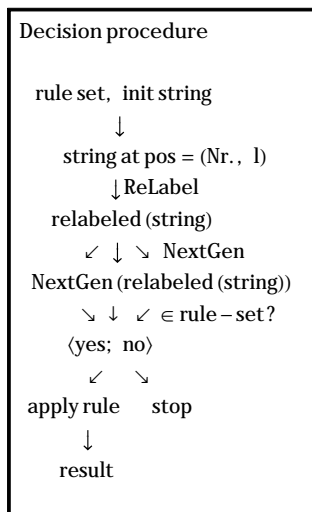 Decision procedure
rule set, init string
↓
string at pos = (Nr., l)
↓ ReLabel
relabeled (string)
↙ ↓ ↘ NextGen
NextGen (relabeled (string))
↘ ↓ ↙ ∈ rule – set?
⟨yes; no⟩
↙ ↘
apply rule stop
↓
result